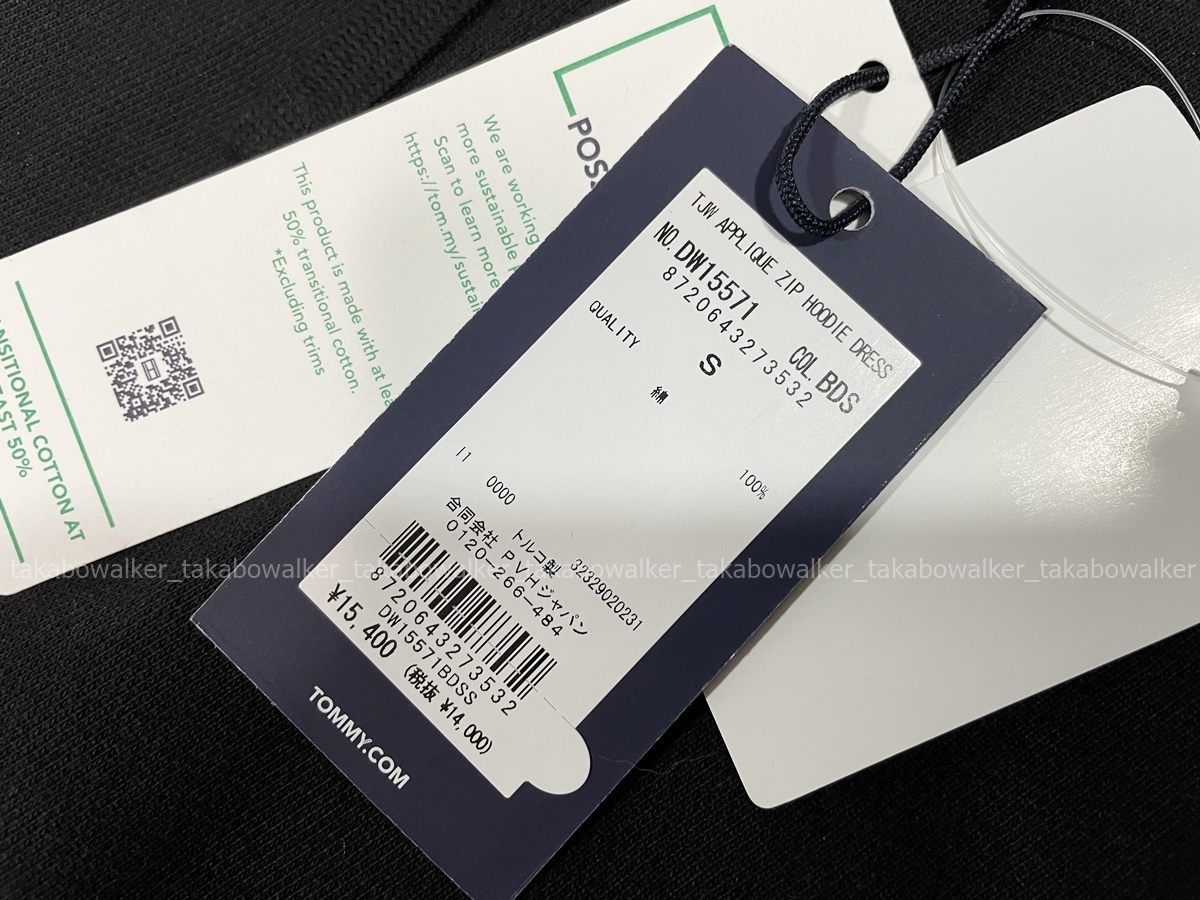 POSS
We are working
more sustainable
Scan to learn more
https://tom.my/sustai
This product is made with at lea
50% transitional cotton.
*Excluding trims
NSITIONAL COTTON AT
AST 50%
TJW APPLIQUE ZIP HOODIE DRESS
NO. DW15571 COL. BDS
8720643273532
S
QUALITY
綿 100%
11 0000 トルコ製 32329020231
合同会社 PVHジャパン
0120-266-484
8720643273532
DW15571BDSS
¥15,400 (税抜 ¥14,000)
TOMMY.COM
takabowalker_takabowalker_takabowalker_takabowalker_takabowalker_takabowalker_takabowalker